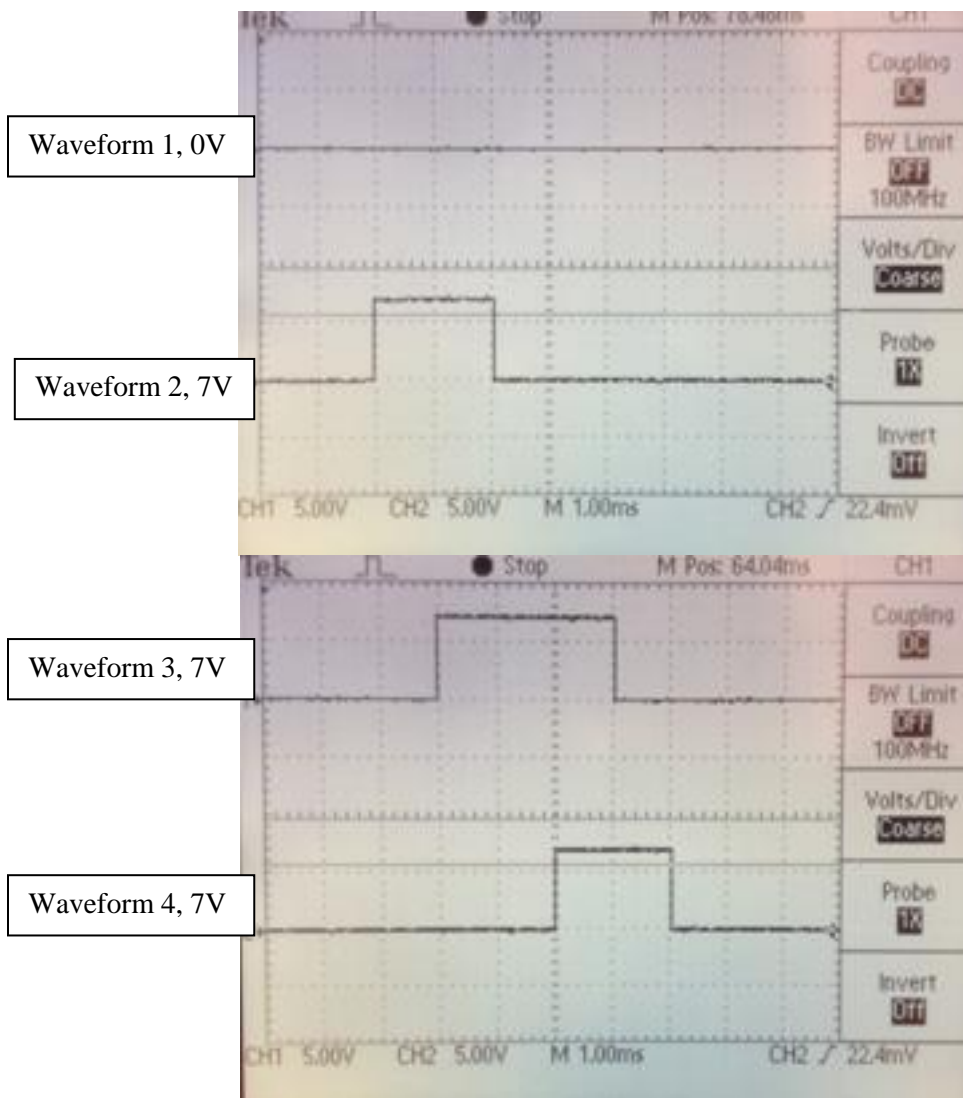 Tek Stop M Pos: CH1
Coupling
DC
Waveform 1, 0V
BW Limit
OFF
100MHz
Volts/Div
Coarse
Probe
1X
Waveform 2, 7V
Invert
Off
CH1 5.00V CH2 5.00V M 1.00ms CH2 22.4mV
Tek Stop M Pos: 64.04ms CH1
Coupling
DC
Waveform 3, 7V
BW Limit
OFF
100MHz
Volts/Div
Coarse
Probe
1X
Waveform 4, 7V
Invert
Off
CH1 5.00V CH2 5.00V M 1.00ms CH2 22.4mV